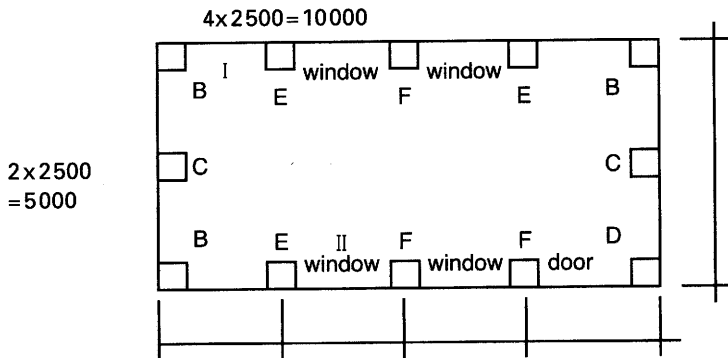 4x2500=10000
I window window
B E F E B
2x2500
=5000
C C
B E II F F D
window window door